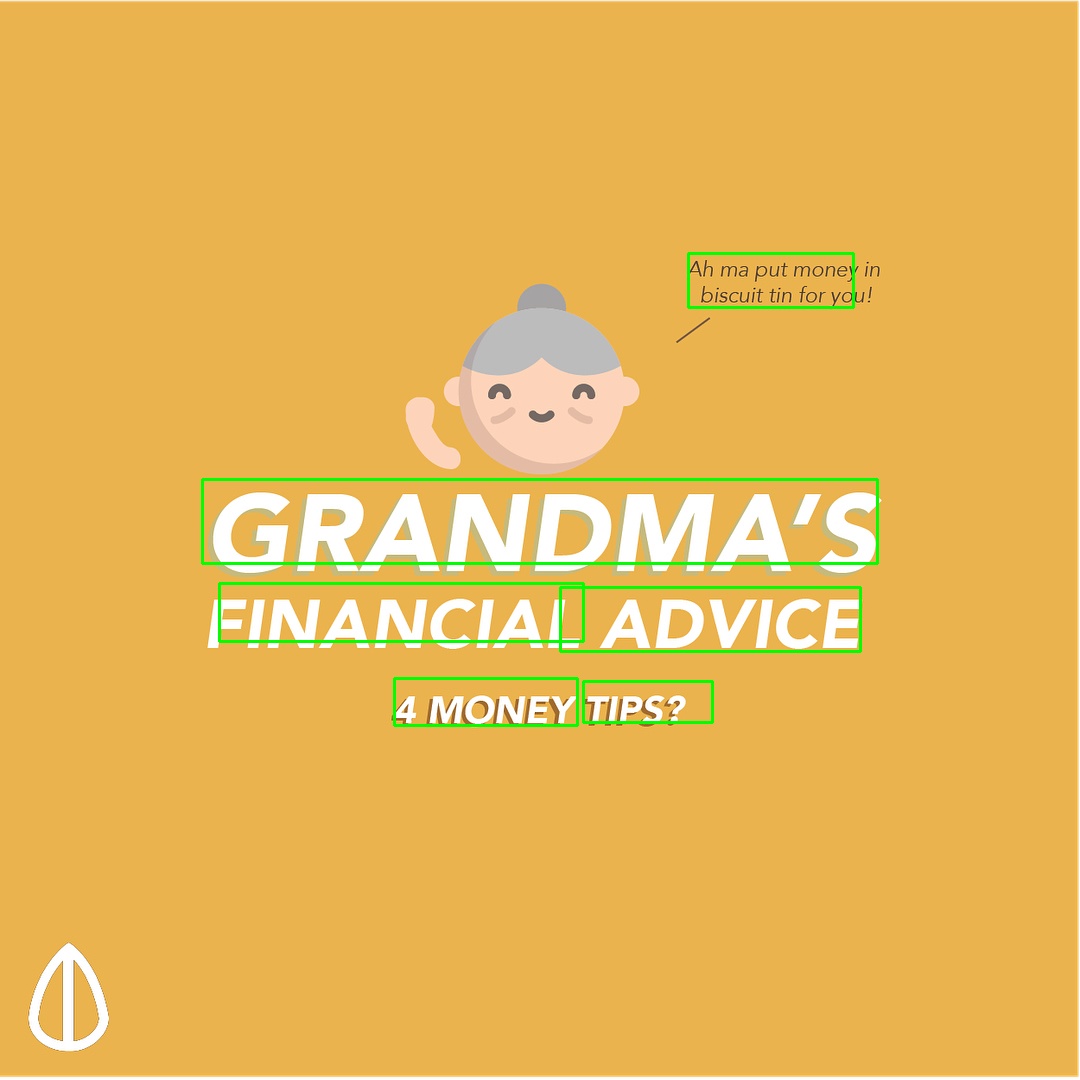 Ah ma put money in
biscuit tin for you!
GRANDMA’S
FINANCIAL ADVICE
4 MONEY TIPS?